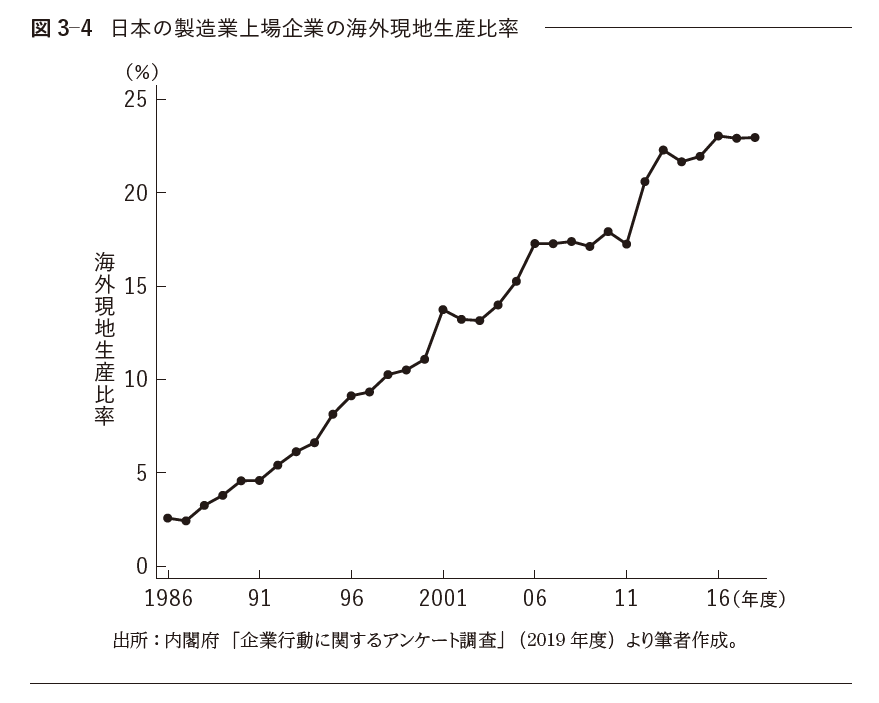 図 3-4 日本の製造業上場企業の海外現地生産比率
(%)
25
20
15
10
5
0
海外現地生産比率
1986 91 96 2001 06 11 16(年度)
出所：内閣府「企業行動に関するアンケート調査」(2019 年度) より筆者作成。